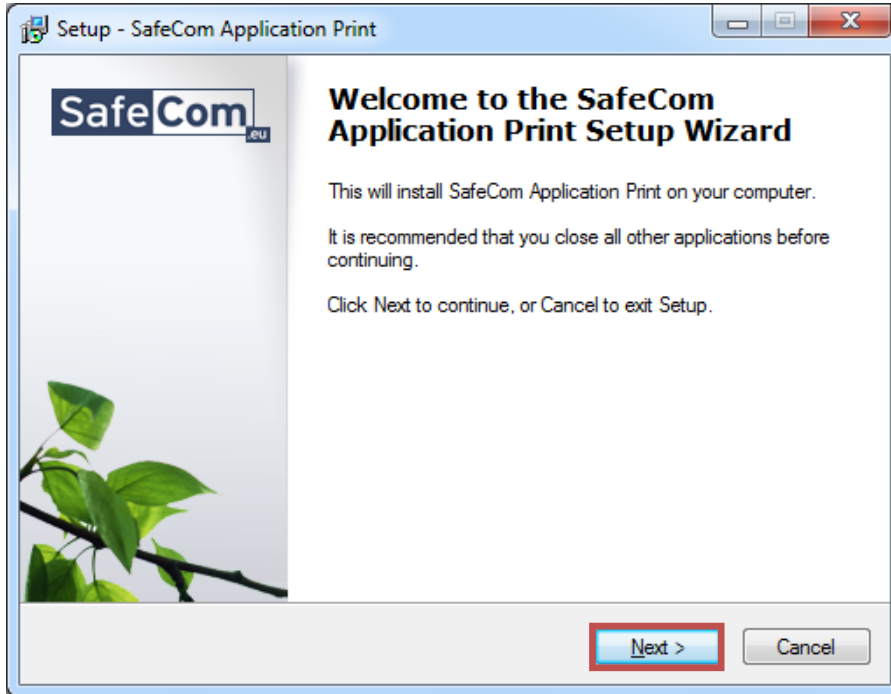 Setup - SafeCom Application Print
SafeCom
.eu
Welcome to the SafeCom
Application Print Setup Wizard
This will install SafeCom Application Print on your computer.
It is recommended that you close all other applications before
continuing.
Click Next to continue, or Cancel to exit Setup.
Next >
Cancel